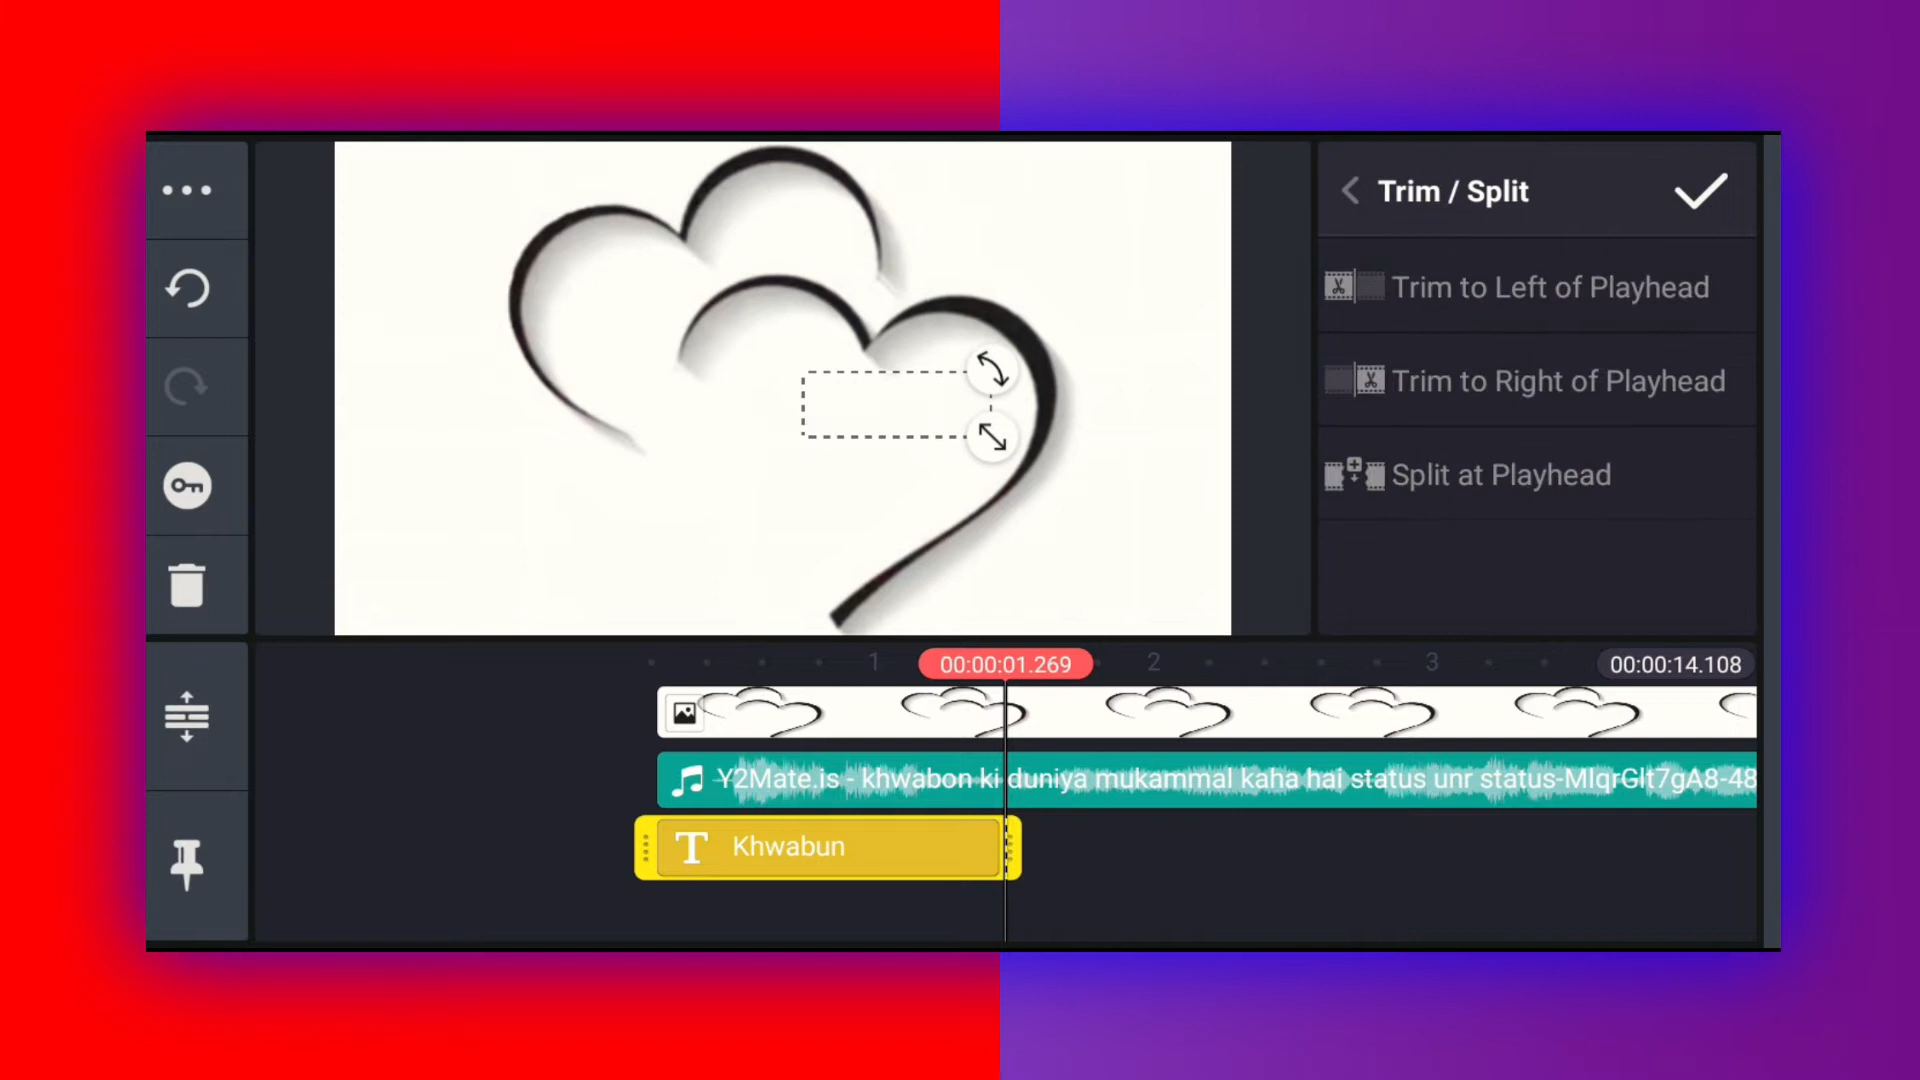 Trim / Split
Trim to Left of Playhead
Trim to Right of Playhead
Split at Playhead
1
00:00:01.269
2
3
00:00:14.108
Y2Mate.is - khwabon ki duniya mukammal kaha hai status unr status-MIqrGlt7gA8-48
T Khwabun